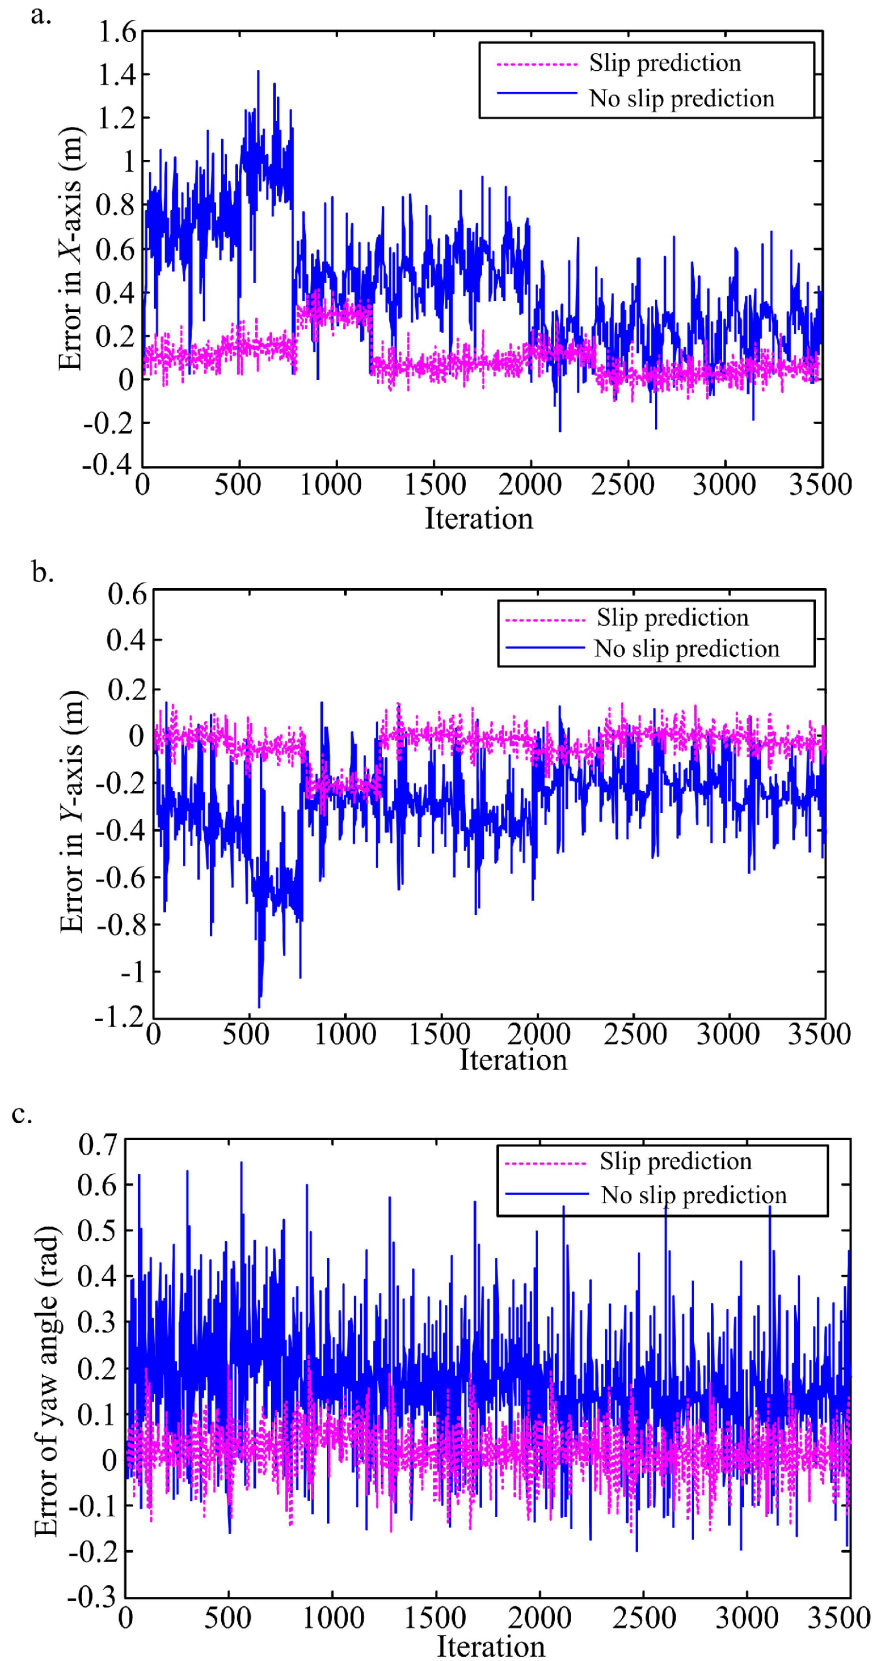 a.
1.6
1.4
1.2
1
0.8
0.6
0.4
0.2
0
-0.2
-0.4
Error in X-axis (m)
Slip prediction
No slip prediction
0 500 1000 1500 2000 2500 3000 3500
Iteration
b.
0.6
0.4
0.2
0
-0.2
-0.4
-0.6
-0.8
-1
-1.2
Error in Y-axis (m)
Slip prediction
No slip prediction
0 500 1000 1500 2000 2500 3000 3500
Iteration
c.
0.7
0.6
0.5
0.4
0.3
0.2
0.1
0
-0.1
-0.2
-0.3
Error of yaw angle (rad)
Slip prediction
No slip prediction
0 500 1000 1500 2000 2500 3000 3500
Iteration